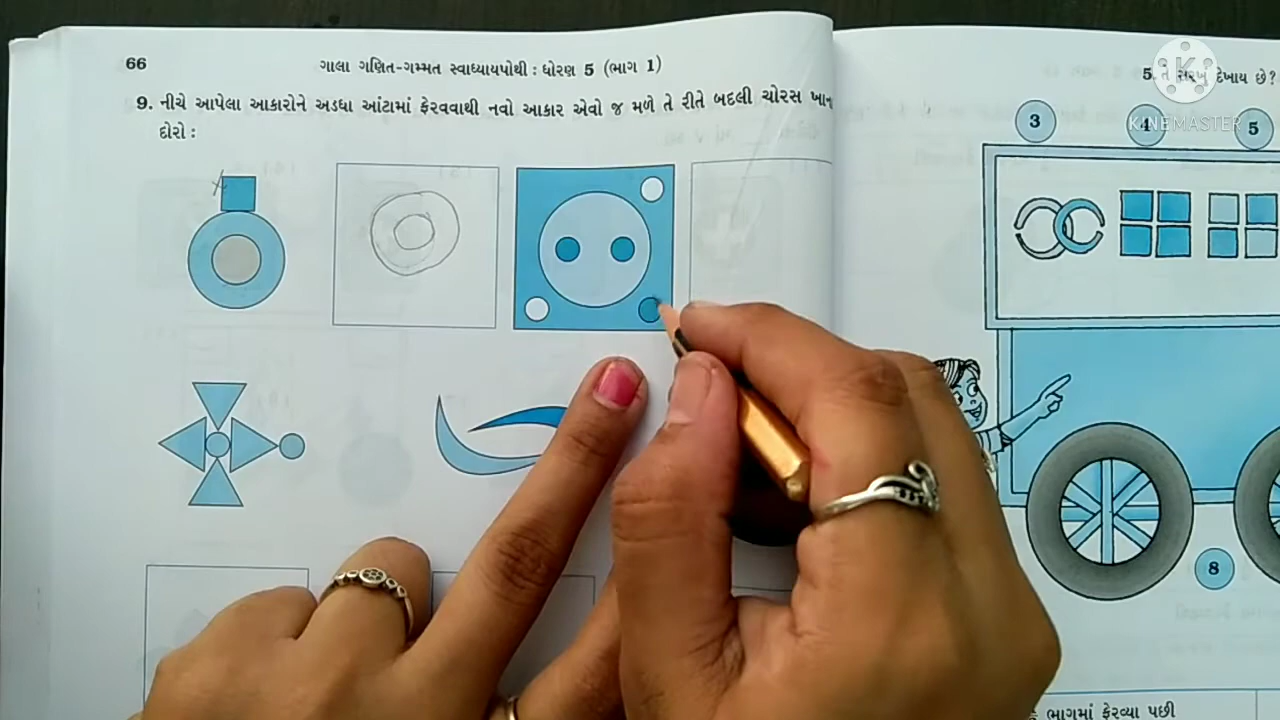 66
ગાલા ગણિત-ગમ્મત સ્વાધ્યાયપોથી : ધોરણ 5 (ભાગ 1)
9. નીચે આપેલા આકારોને અડધા આંટામાં ફેરવવાથી નવો આકાર એવો જ મળે તે રીતે બદલી ચોરસ
દોરો :
5. તે સરખું દેખાય છે?
KINEMASTER
3
4
5
8
ભાગમાં ફેરવ્યા પછી